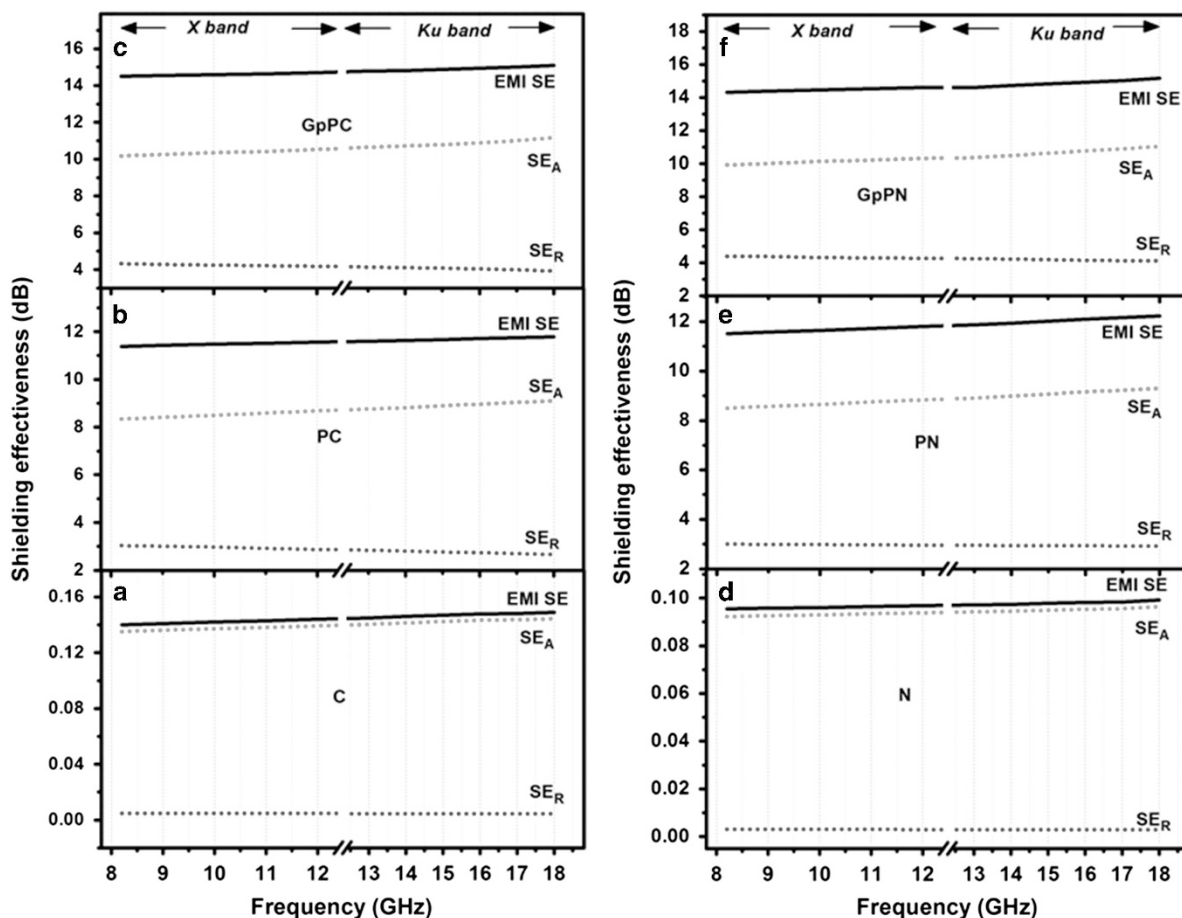 X band Ku band
c
16
14
12
10
8
6
4
EMI SE
GpPC
SE_A
SE_R
b
12
10
8
6
4
2
EMI SE
SE_A
PC
SE_R
a
0.16
0.12
0.08
0.04
0.00
EMI SE
SE_A
C
SE_R
8 9 10 11 12 13 14 15 16 17 18
Frequency (GHz)
Shielding effectiveness (dB)
X band Ku band
f
18
16
14
12
10
8
6
4
2
EMI SE
SE_A
GpPN
SE_R
e
12
10
8
6
4
2
EMI SE
SE_A
PN
SE_R
d
0.10
0.08
0.06
0.04
0.02
0.00
EMI SE
SE_A
N
SE_R
8 9 10 11 12 13 14 15 16 17 18
Frequency (GHz)
Shielding effectiveness (dB)